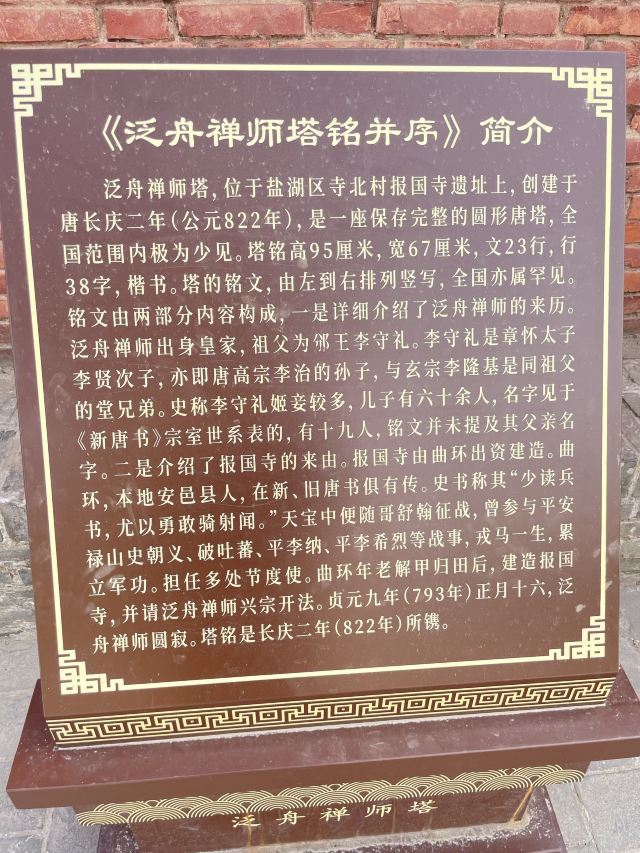 《泛舟禅师塔铭并序》简介
泛舟禅师塔，位于盐湖区寺北村报国寺遗址上，创建于
唐长庆二年（公元822年），是一座保存完整的圆形唐塔，全
国范围内极为少见。塔铭高95厘米，宽67厘米，文23行，行
38字，楷书。塔的铭文，由左到右排列竖写，全国亦属罕见。
铭文由两部分内容构成，一是详细介绍了泛舟禅师的来历。
泛舟禅师出身皇家，祖父为邠王李守礼。李守礼是章怀太子
李贤次子，亦即唐高宗李治的孙子，与玄宗李隆基是同祖父
的堂兄弟。史称李守礼姬妾较多，儿子有六十余人，名字见于
《新唐书》宗室世系表的，有十九人，铭文并未提及其父亲名
字。二是介绍了报国寺的来由。报国寺由曲环出资建造。曲
环，本地安邑县人，在新、旧唐书俱有传。史书称其“少读兵
书，尤以勇敢骑射闻。”天宝中便随哥舒翰征战，曾参与平安
禄山史朝义、破吐蕃、平李纳、平李希烈等战事，戎马一生，累
立军功。担任多处节度使。曲环年老解甲归田后，建造报国
寺，并请泛舟禅师兴宗开法。贞元九年（793年）正月十六，泛
舟禅师圆寂。塔铭是长庆二年（822年）所镌。
泛舟禅师塔